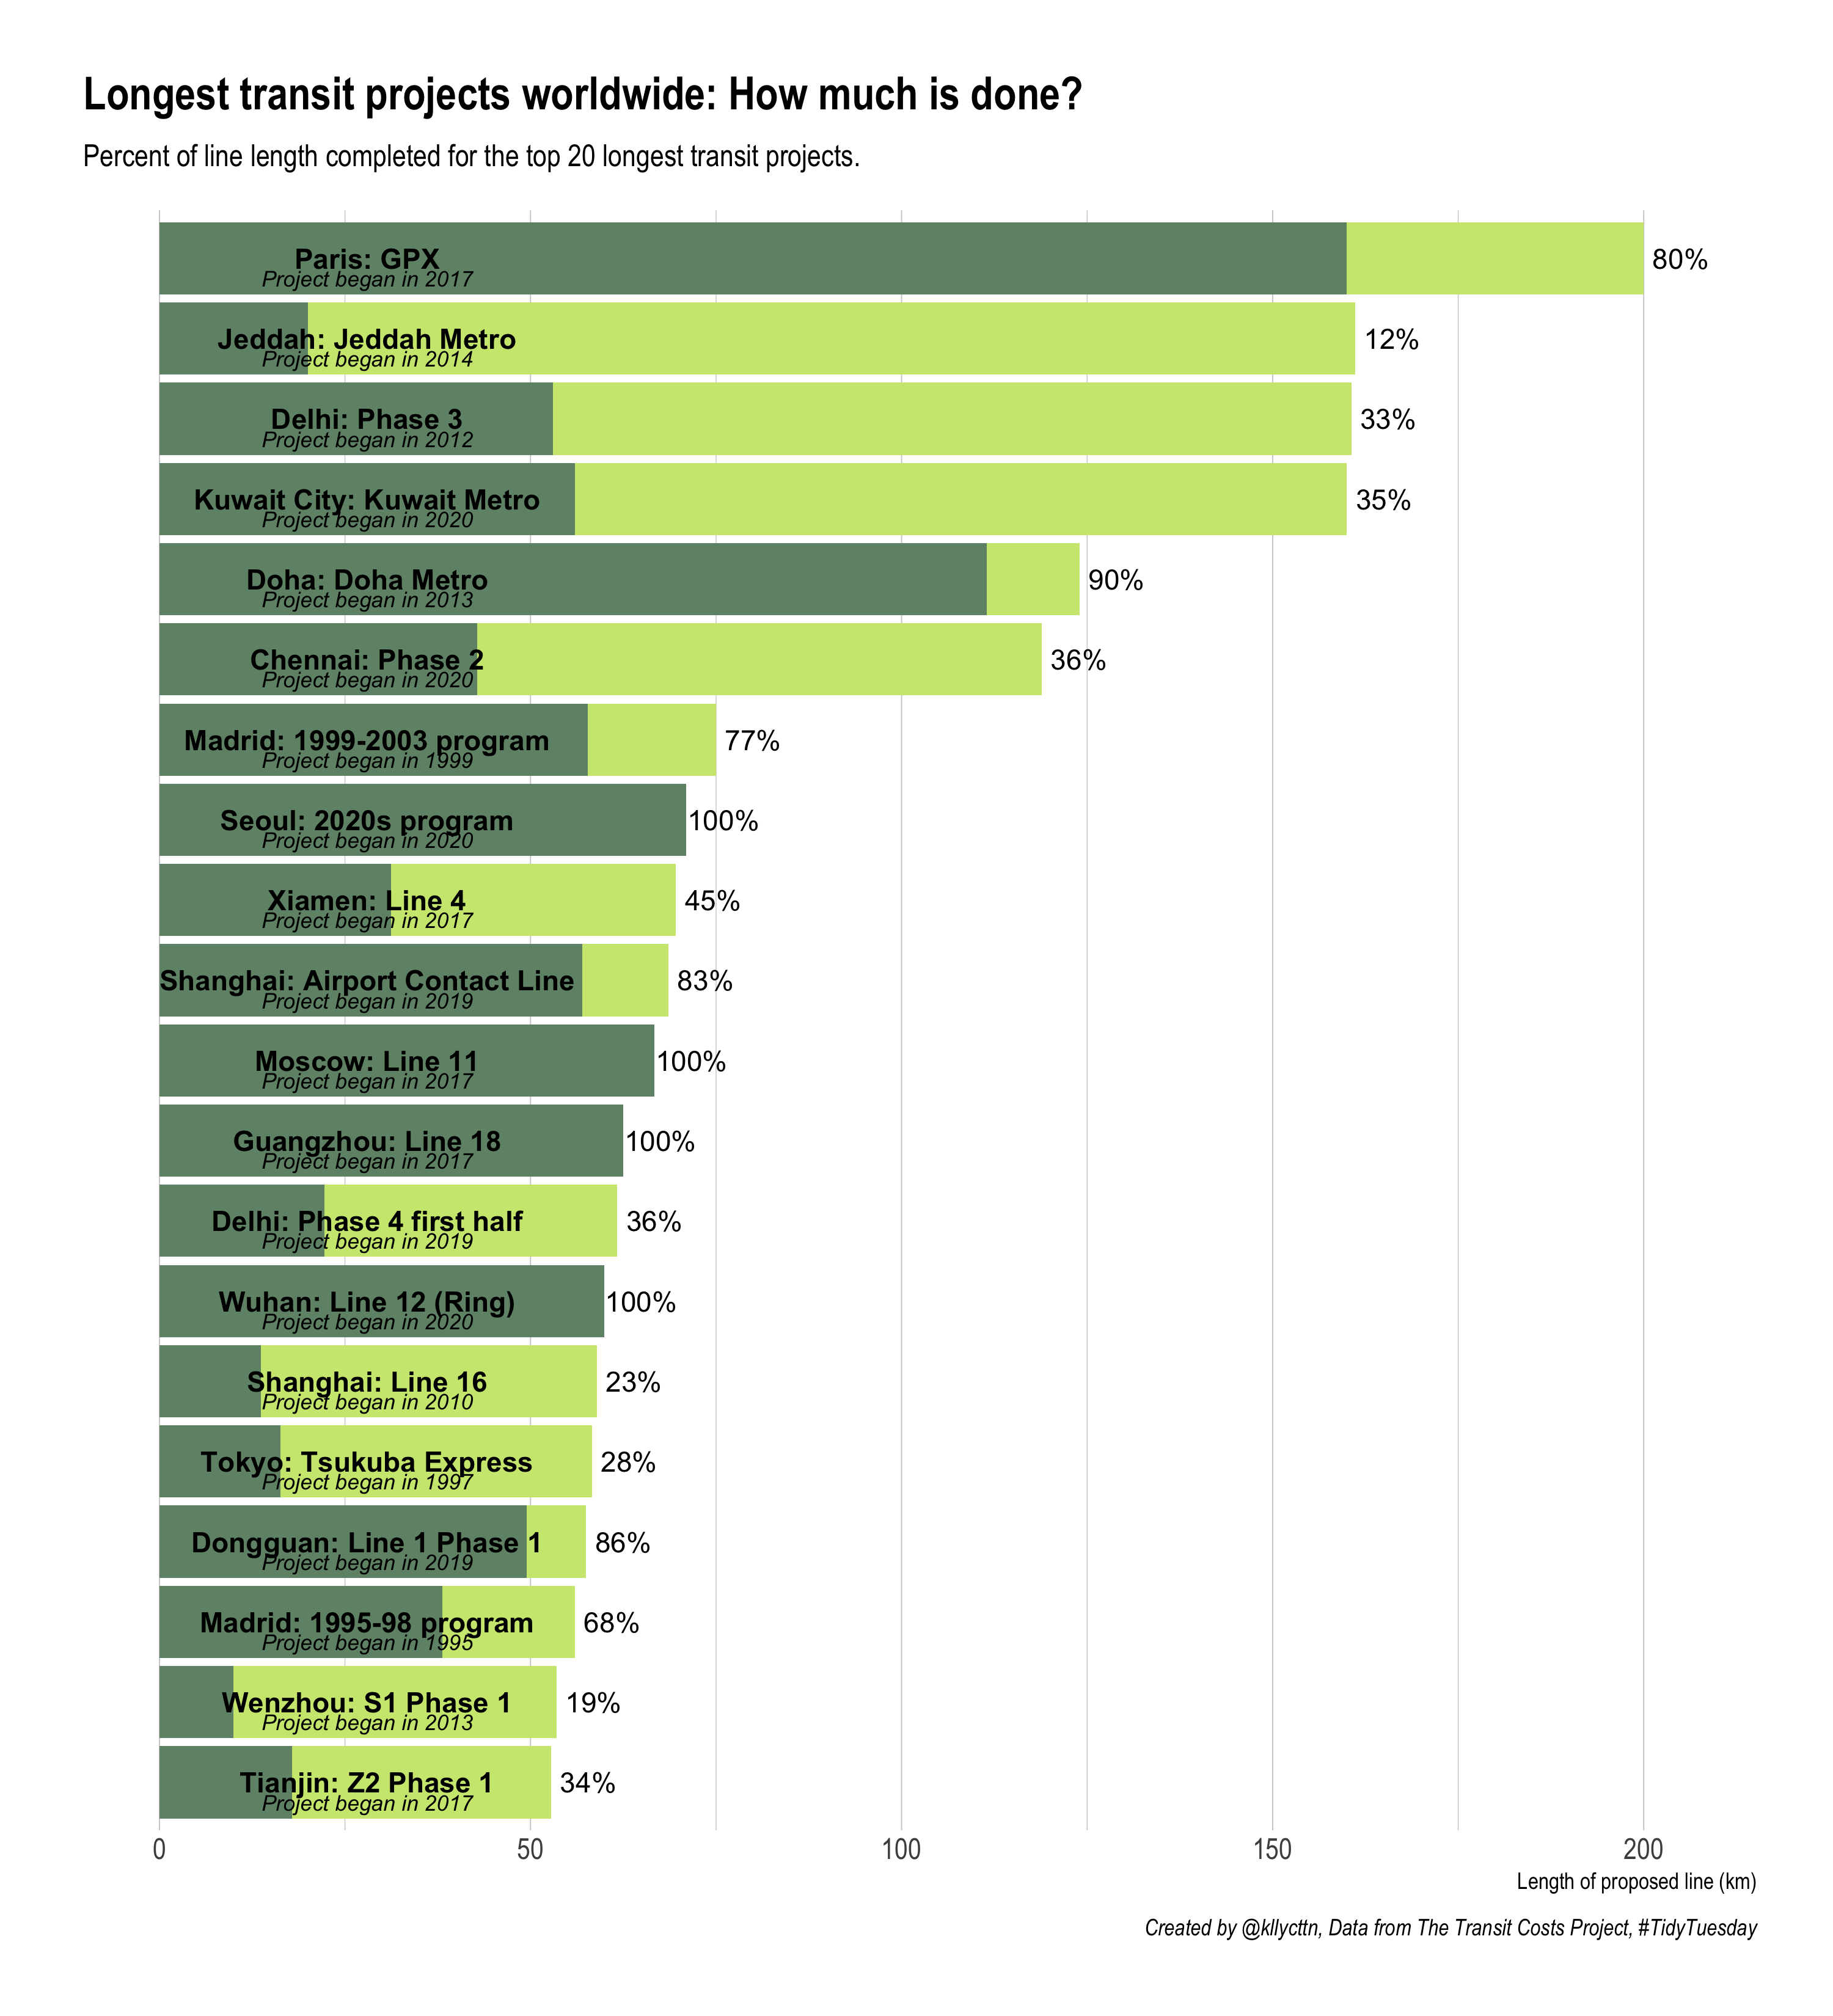 Longest transit projects worldwide: How much is done?
Percent of line length completed for the top 20 longest transit projects.
Paris: GPX
Project began in 2017
80%
Jeddah: Jeddah Metro
Project began in 2014
12%
Delhi: Phase 3
Project began in 2012
33%
Kuwait City: Kuwait Metro
Project began in 2020
35%
Doha: Doha Metro
Project began in 2013
90%
Chennai: Phase 2
Project began in 2020
36%
Madrid: 1999-2003 program
Project began in 1999
77%
Seoul: 2020s program
Project began in 2020
100%
Xiamen: Line 4
Project began in 2017
45%
Shanghai: Airport Contact Line
Project began in 2019
83%
Moscow: Line 11
Project began in 2017
100%
Guangzhou: Line 18
Project began in 2017
100%
Delhi: Phase 4 first half
Project began in 2019
36%
Wuhan: Line 12 (Ring)
Project began in 2020
100%
Shanghai: Line 16
Project began in 2010
23%
Tokyo: Tsukuba Express
Project began in 1997
28%
Dongguan: Line 1 Phase 1
Project began in 2019
86%
Madrid: 1995-98 program
Project began in 1995
68%
Wenzhou: S1 Phase 1
Project began in 2013
19%
Tianjin: Z2 Phase 1
Project began in 2017
34%
0 50 100 150 200
Length of proposed line (km)
Created by @kllycttn, Data from The Transit Costs Project, #TidyTuesday